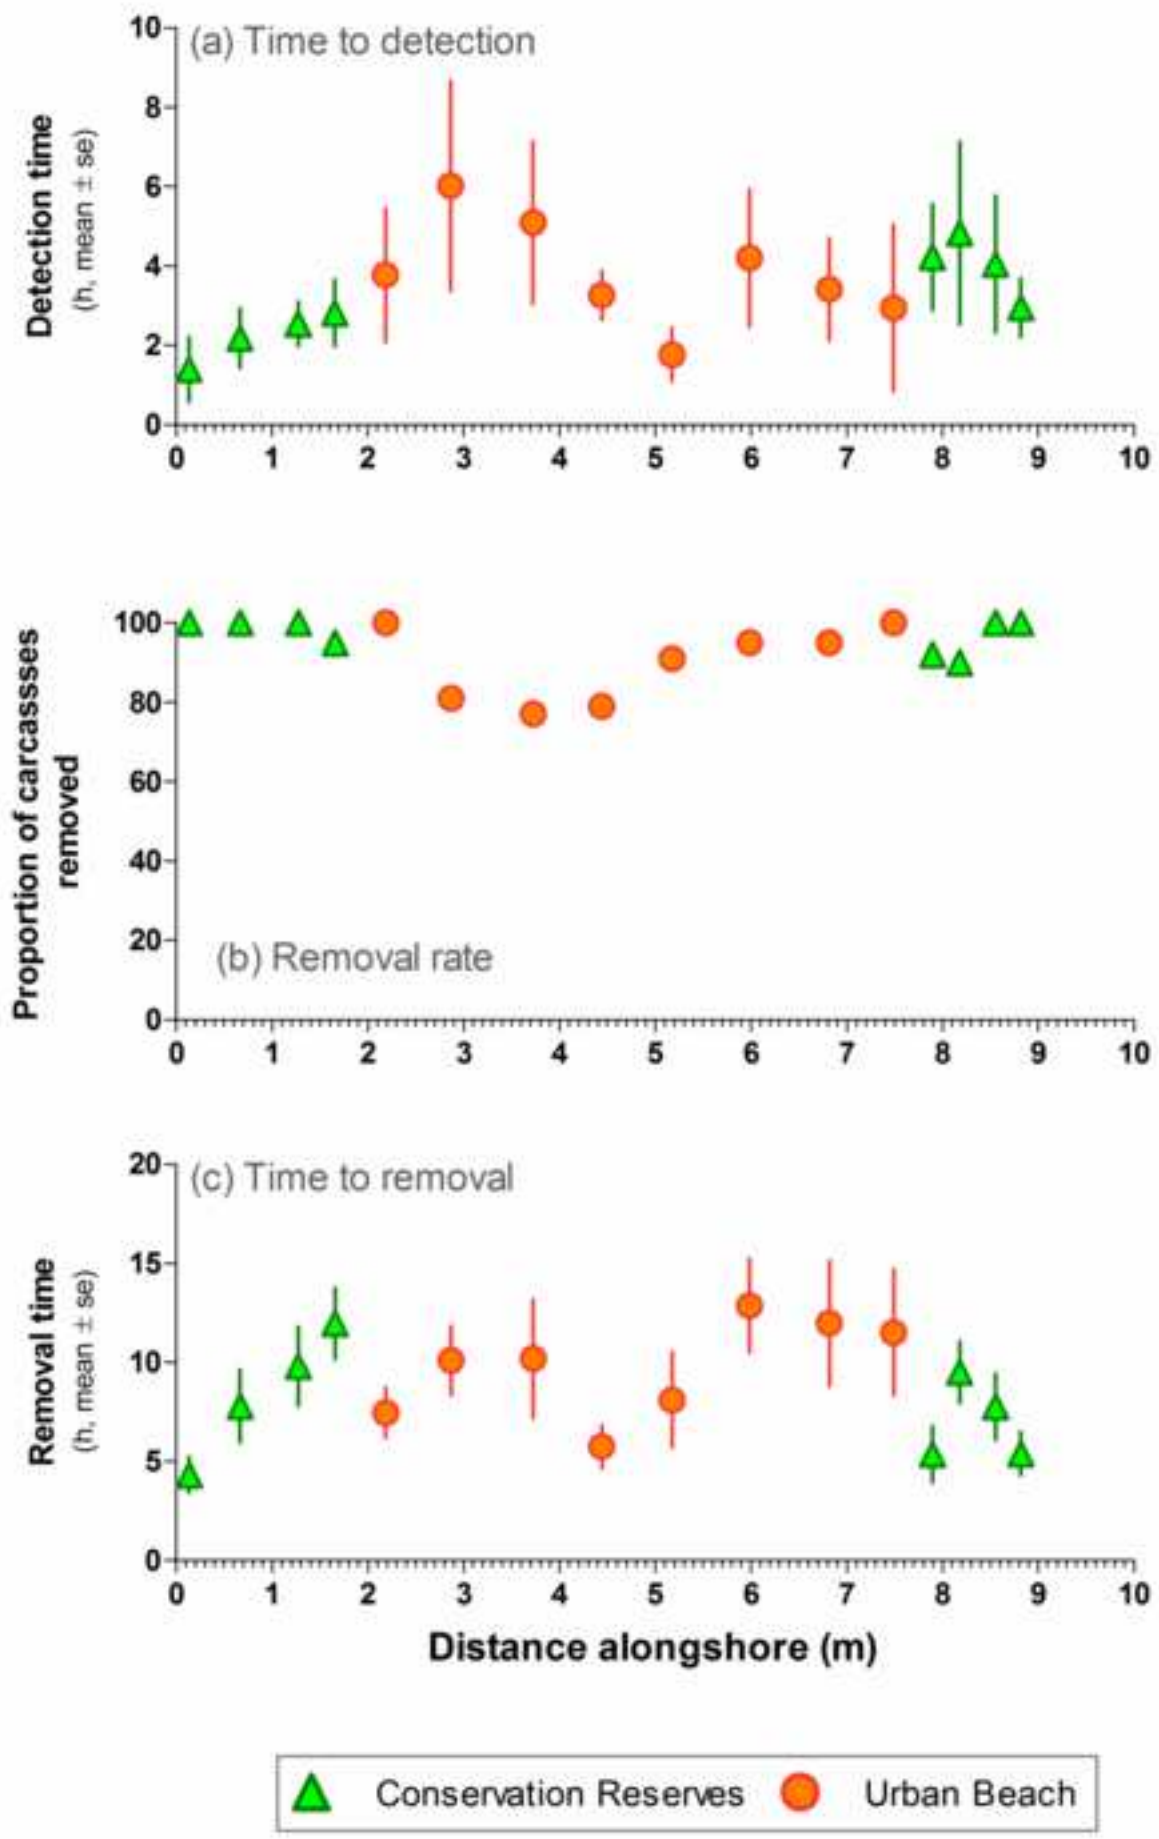 (a) Time to detection
Detection time
(h, mean ± se)
10
8
6
4
2
0
0 1 2 3 4 5 6 7 8 9 10
Proportion of carcassses
removed
100
80
60
40
20
0
(b) Removal rate
0 1 2 3 4 5 6 7 8 9 10
(c) Time to removal
Removal time
(h, mean ± se)
20
15
10
5
0
0 1 2 3 4 5 6 7 8 9 10
Distance alongshore (m)
Conservation Reserves Urban Beach